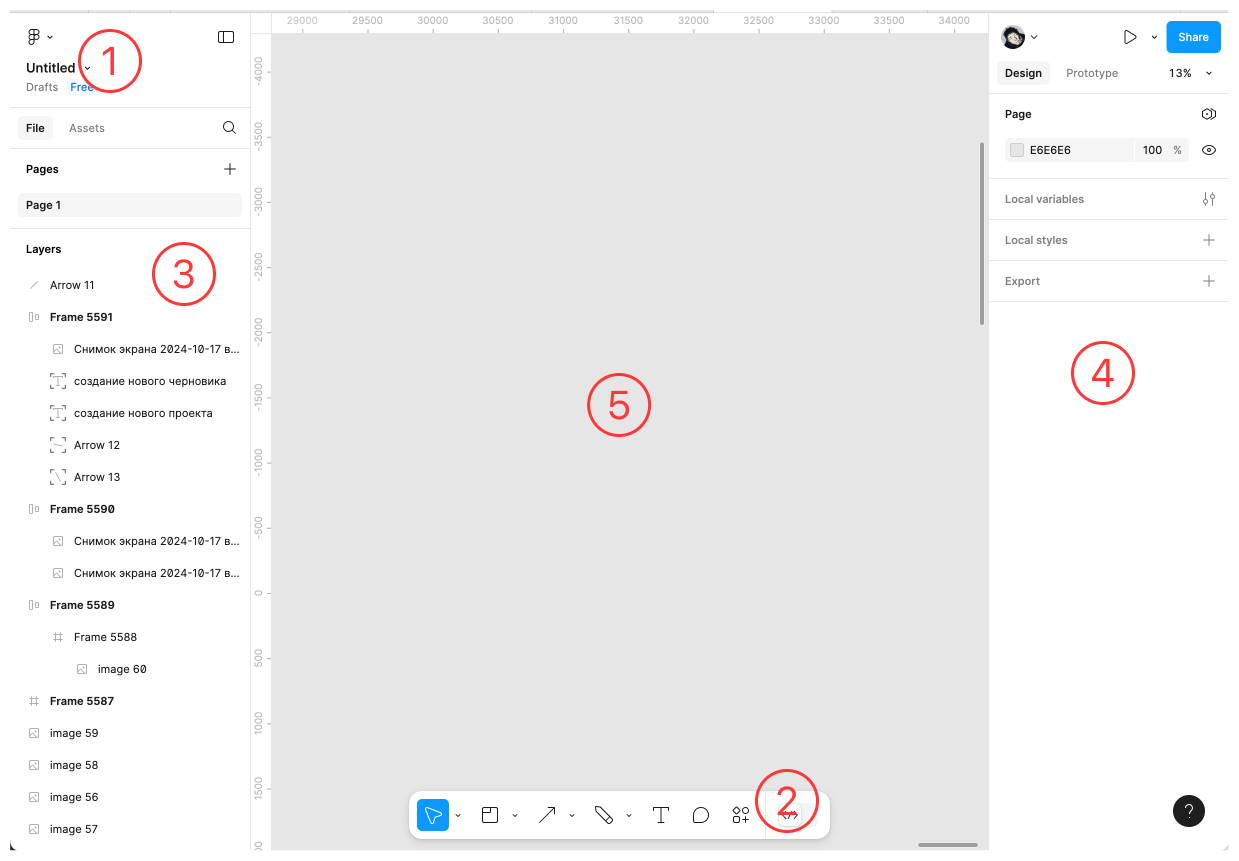 29000 29500 30000 30500 31000 31500 32000 32500 33000 33500 34000
-4000
-3500
-3000
-2500
-2000
-1500
-1000
-500
0
500
1000
1500
1
Untitled
Drafts Free
File Assets
Pages
Page 1
Layers
3
Arrow 11
Frame 5591
Снимок экрана 2024-10-17 в...
создание нового черновика
создание нового проекта
Arrow 12
Arrow 13
Frame 5590
Снимок экрана 2024-10-17 в...
Снимок экрана 2024-10-17 в...
Frame 5589
Frame 5588
image 60
Frame 5587
image 59
image 58
image 56
image 57
5
2
Share
Design Prototype 13%
Page
E6E6E6 100 %
Local variables
Local styles
Export
4
?